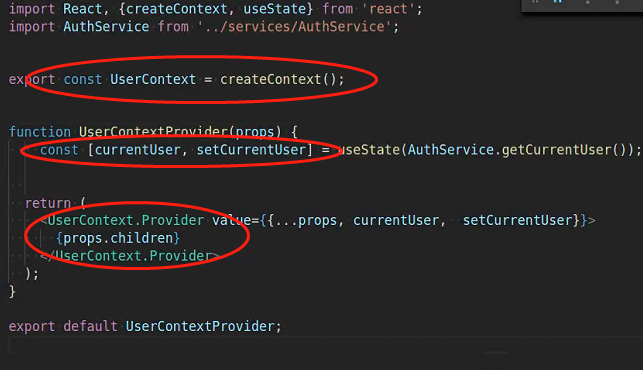 import React, {createContext, useState} from 'react';
import AuthService from '../services/AuthService';
export const UserContext = createContext();
function UserContextProvider(props) {
const [currentUser, setCurrentUser] = useState(AuthService.getCurrentUser());
return (
<UserContext.Provider value={{...props, currentUser, setCurrentUser}}>
{props.children}
</UserContext.Provider>
);
}
export default UserContextProvider;